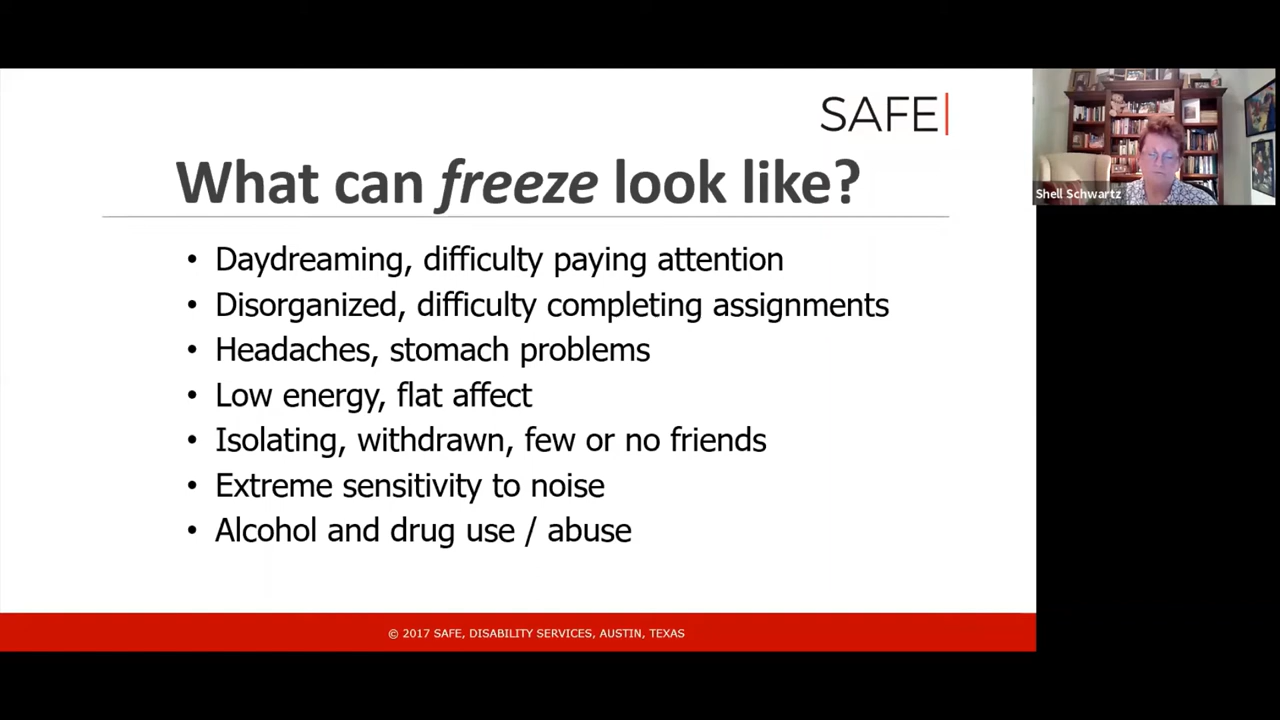 SAFE
What can freeze look like?
• Daydreaming, difficulty paying attention
• Disorganized, difficulty completing assignments
• Headaches, stomach problems
• Low energy, flat affect
• Isolating, withdrawn, few or no friends
• Extreme sensitivity to noise
• Alcohol and drug use / abuse
© 2017 SAFE, DISABILITY SERVICES, AUSTIN, TEXAS
Shell Schwartz